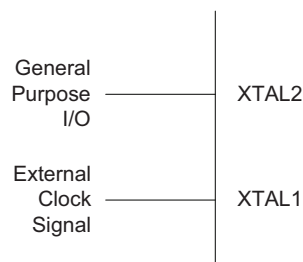 General
Purpose
I/O
XTAL2
External
Clock
Signal
XTAL1